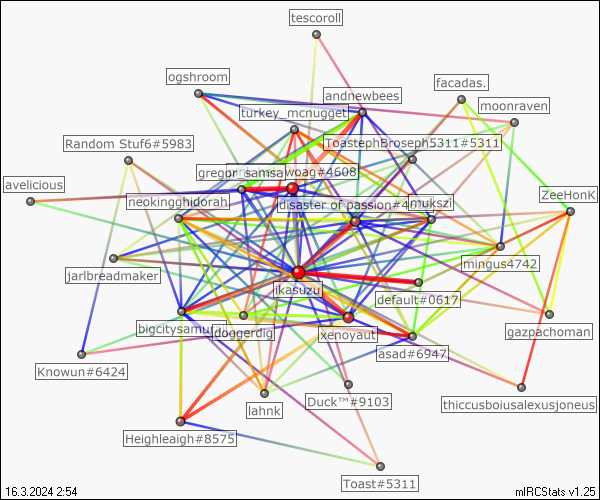 tescoroll
ogshroom
facadas.
andnewbees
moonraven
turkey_mcnugget
Random Stuf6#5983
ToastephBroseph5311#5311
gregor
samsawoag#4608
avelicious
neokingghidorah
disaster of passion#4
mukszi
ZeeHonK
mingus4742
jarlbreadmaker
ikasuzu
default#0617
bigcitysamu
doggerdig
xenoyaut
gazpachoman
asad#6947
Knowun#6424
lahnk
Duck™#9103
thiccusboiusalexusjoneus
Heighleaigh#8575
Toast#5311
16.3.2024 2:54
mIRCStats v1.25